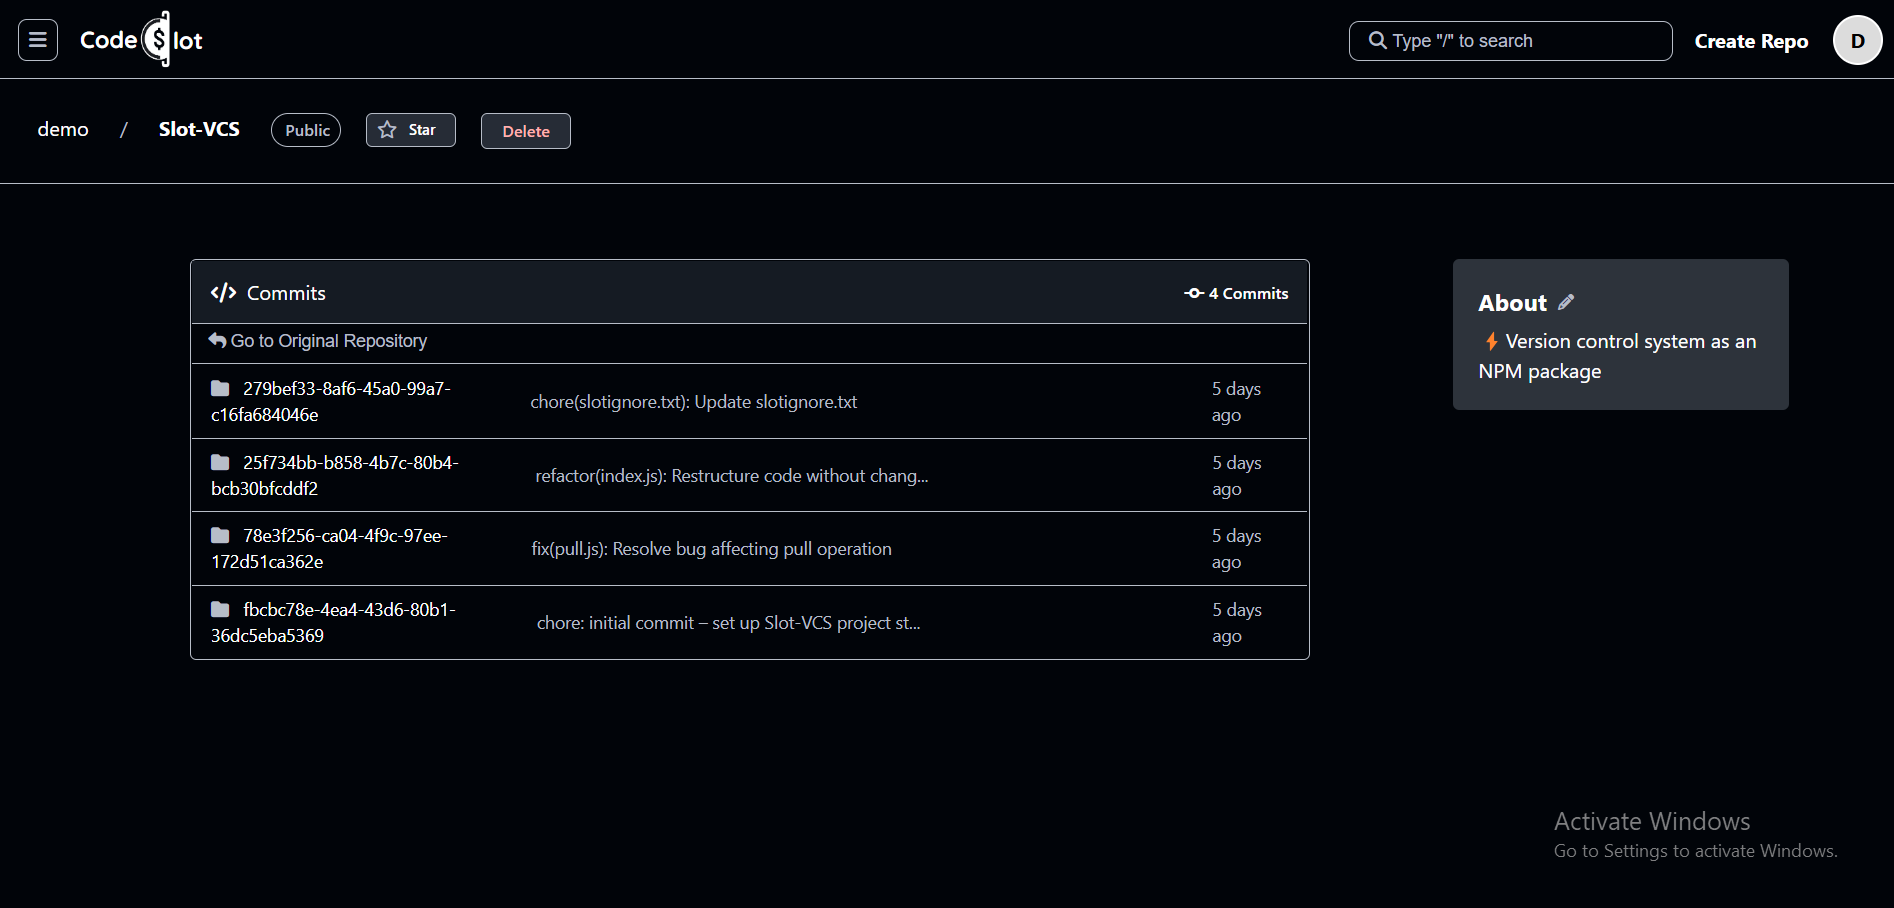 Code $lot
Type "/" to search
Create Repo
D
demo / Slot-VCS
Public
Star
Delete
</> Commits
4 Commits
Go to Original Repository
279bef33-8af6-45a0-99a7-
c16fa684046e
chore(slotignore.txt): Update slotignore.txt
5 days
ago
25f734bb-b858-4b7c-80b4-
bcb30bfcddf2
refactor(index.js): Restructure code without chang...
5 days
ago
78e3f256-ca04-4f9c-97ee-
172d51ca362e
fix(pull.js): Resolve bug affecting pull operation
5 days
ago
fbcbc78e-4ea4-43d6-80b1-
36dc5eba5369
chore: initial commit – set up Slot-VCS project st...
5 days
ago
About
Version control system as an
NPM package
Activate Windows
Go to Settings to activate Windows.